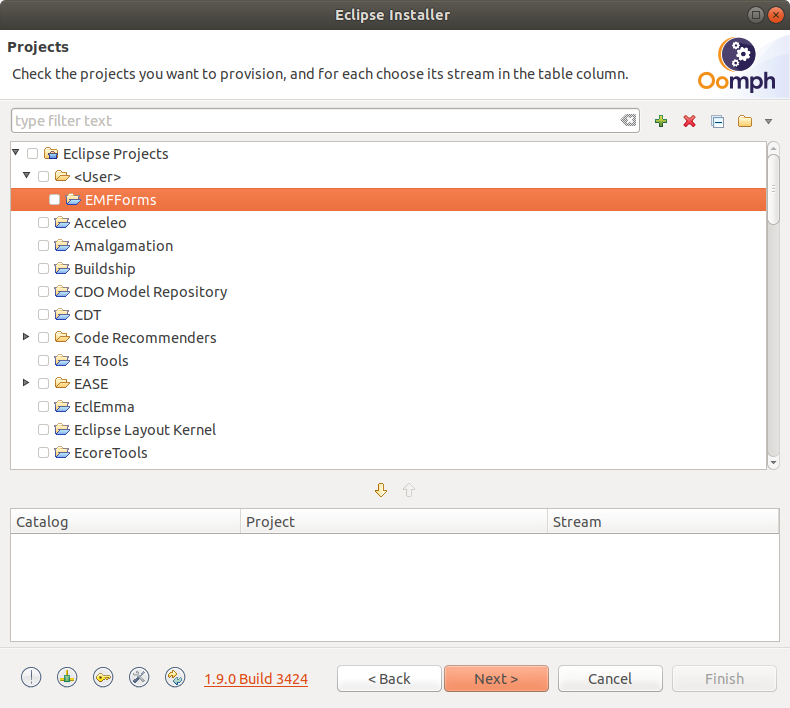 Eclipse Installer
Projects
Check the projects you want to provision, and for each choose its stream in the table column.
Oomph
type filter text
Eclipse Projects
<User>
EMFForms
Acceleo
Amalgamation
Buildship
CDO Model Repository
CDT
Code Recommenders
E4 Tools
EASE
EclEmma
Eclipse Layout Kernel
EcoreTools
Catalog Project Stream
1.9.0 Build 3424 < Back Next > Cancel Finish